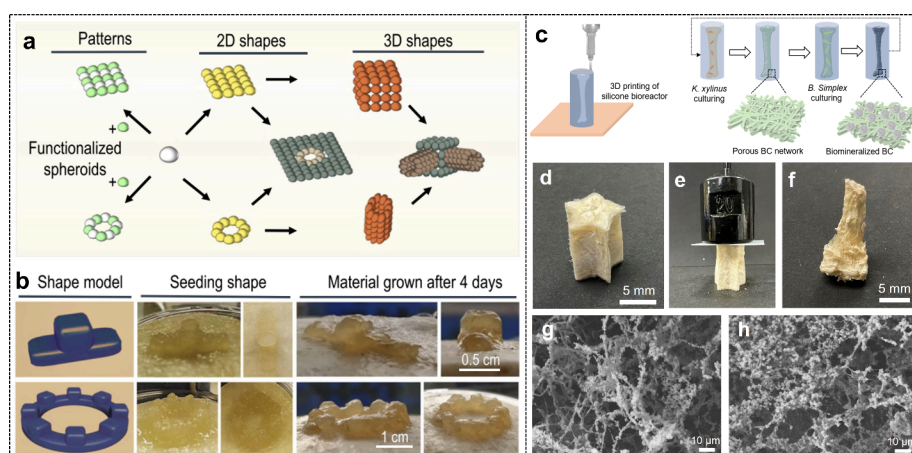 a
Patterns
2D shapes
3D shapes
+
Functionalized
spheroids
+
b
Shape model
Seeding shape
Material grown after 4 days
0.5 cm
1 cm
c
3D printing of
silicone bioreactor
K. xylinus
culturing
B. Simplex
culturing
Porous BC network
Biomineralized BC
d
5 mm
e
20
f
5 mm
g
10 µm
h
10 µm